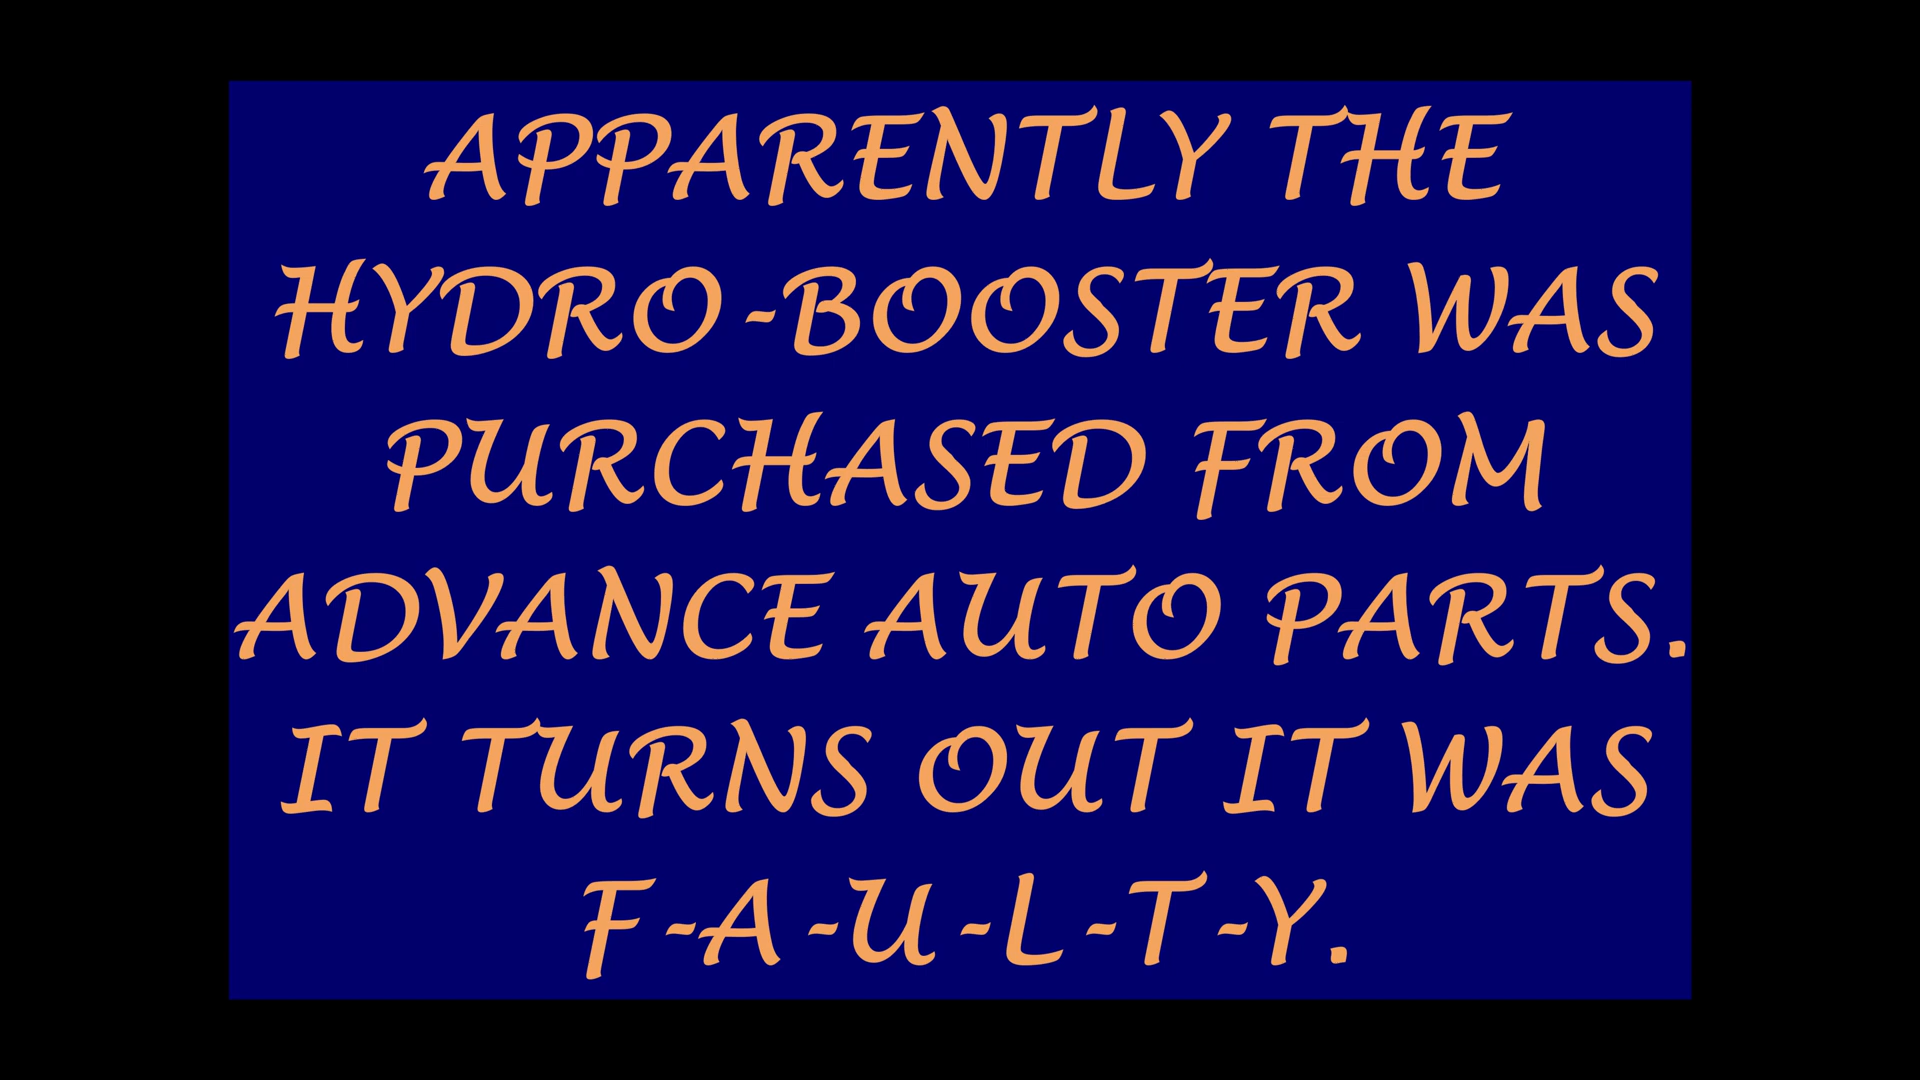 APPARENTLY THE
HYDRO-BOOSTER WAS
PURCHASED FROM
ADVANCE AUTO PARTS.
IT TURNS OUT IT WAS
F-A-U-L-T-Y.